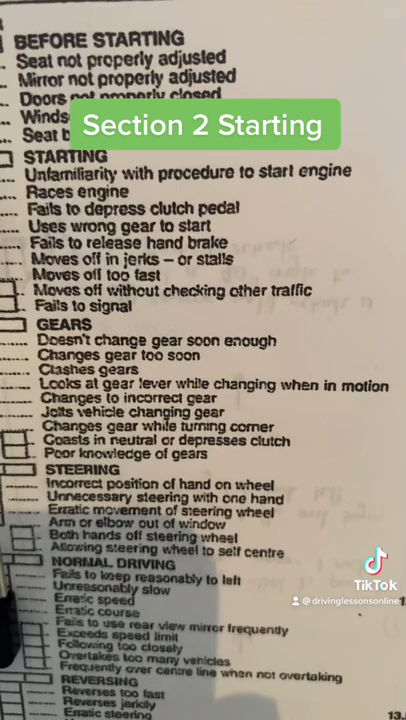 BEFORE STARTING
Seat not properly adjusted
Mirror not properly adjusted
Doors not properly closed
Seat
Section 2 Starting
STARTING
Unfamiliarity with procedure to start engine
Races engine
Fails to depress clutch pedal
Uses wrong gear to start
Fails to release hand brake
Moves off in jerks – or stalls
Moves off too fast
Moves off without checking other traffic
Fails to signal
GEARS
Doesn't change gear soon enough
Changes gear too soon
Clashes gears
Looks at gear lever while changing when in motion
Changes to incorrect gear
Jolts vehicle changing gear
Changes gear while turning corner
Coasts in neutral or depresses clutch
Poor knowledge of gears
STEERING
Incorrect position of hand on wheel
Unnecessary steering with one hand
Erratic movement of steering wheel
Arm or elbow out of window
Both hands off steering wheel
Allowing steering wheel to self centre
NORMAL DRIVING
Fails to keep reasonably to left
Unreasonably slow
Erratic speed
Erratic course
Fails to use rear view mirror frequently
Exceeds speed limit
Following too closely
Overtakes too many vehicles
Frequently over centre line when not overtaking
REVERSING
Reverses too fast
Reverses jerkily
Erratic steering
TikTok
@drivinglessonsonline